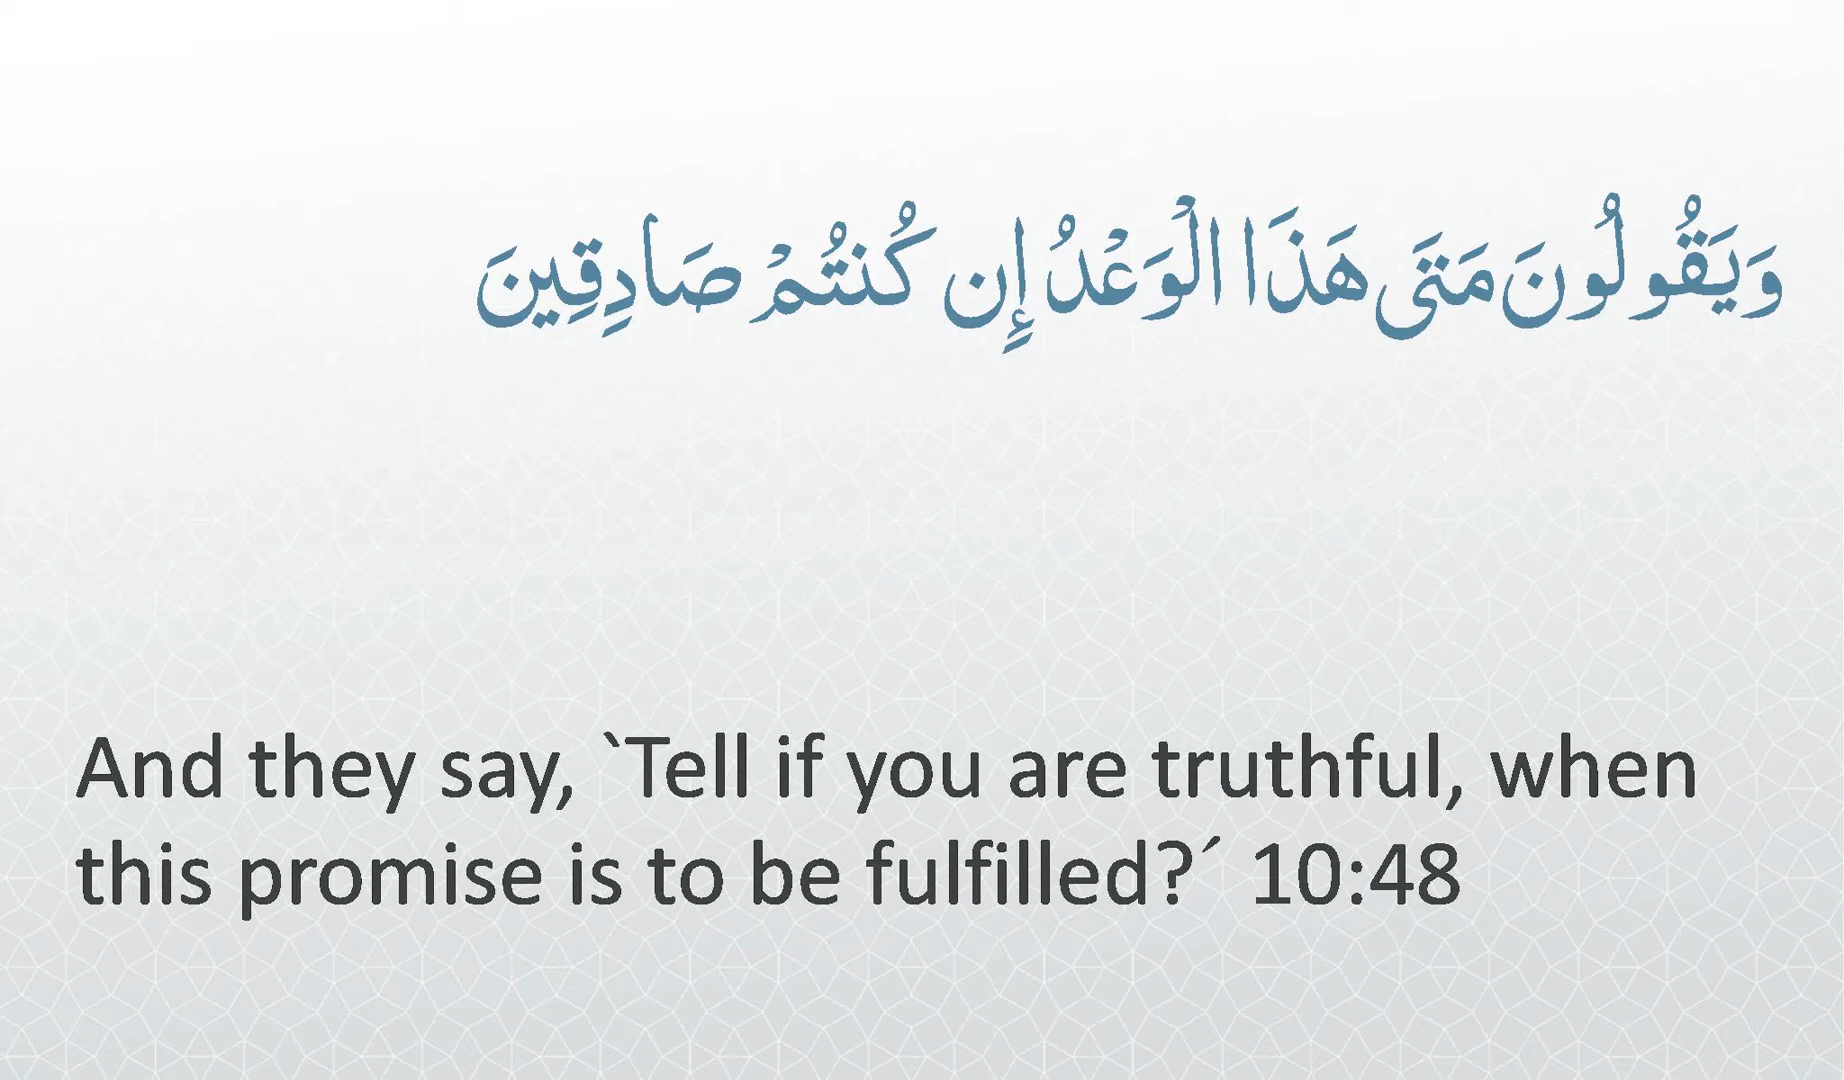 وَيَقُولُونَ مَتَى هَذَا الْوَعْدُ إِن كُنتُمْ صَادِقِينَ
And they say, `Tell if you are truthful, when
this promise is to be fulfilled?´ 10:48